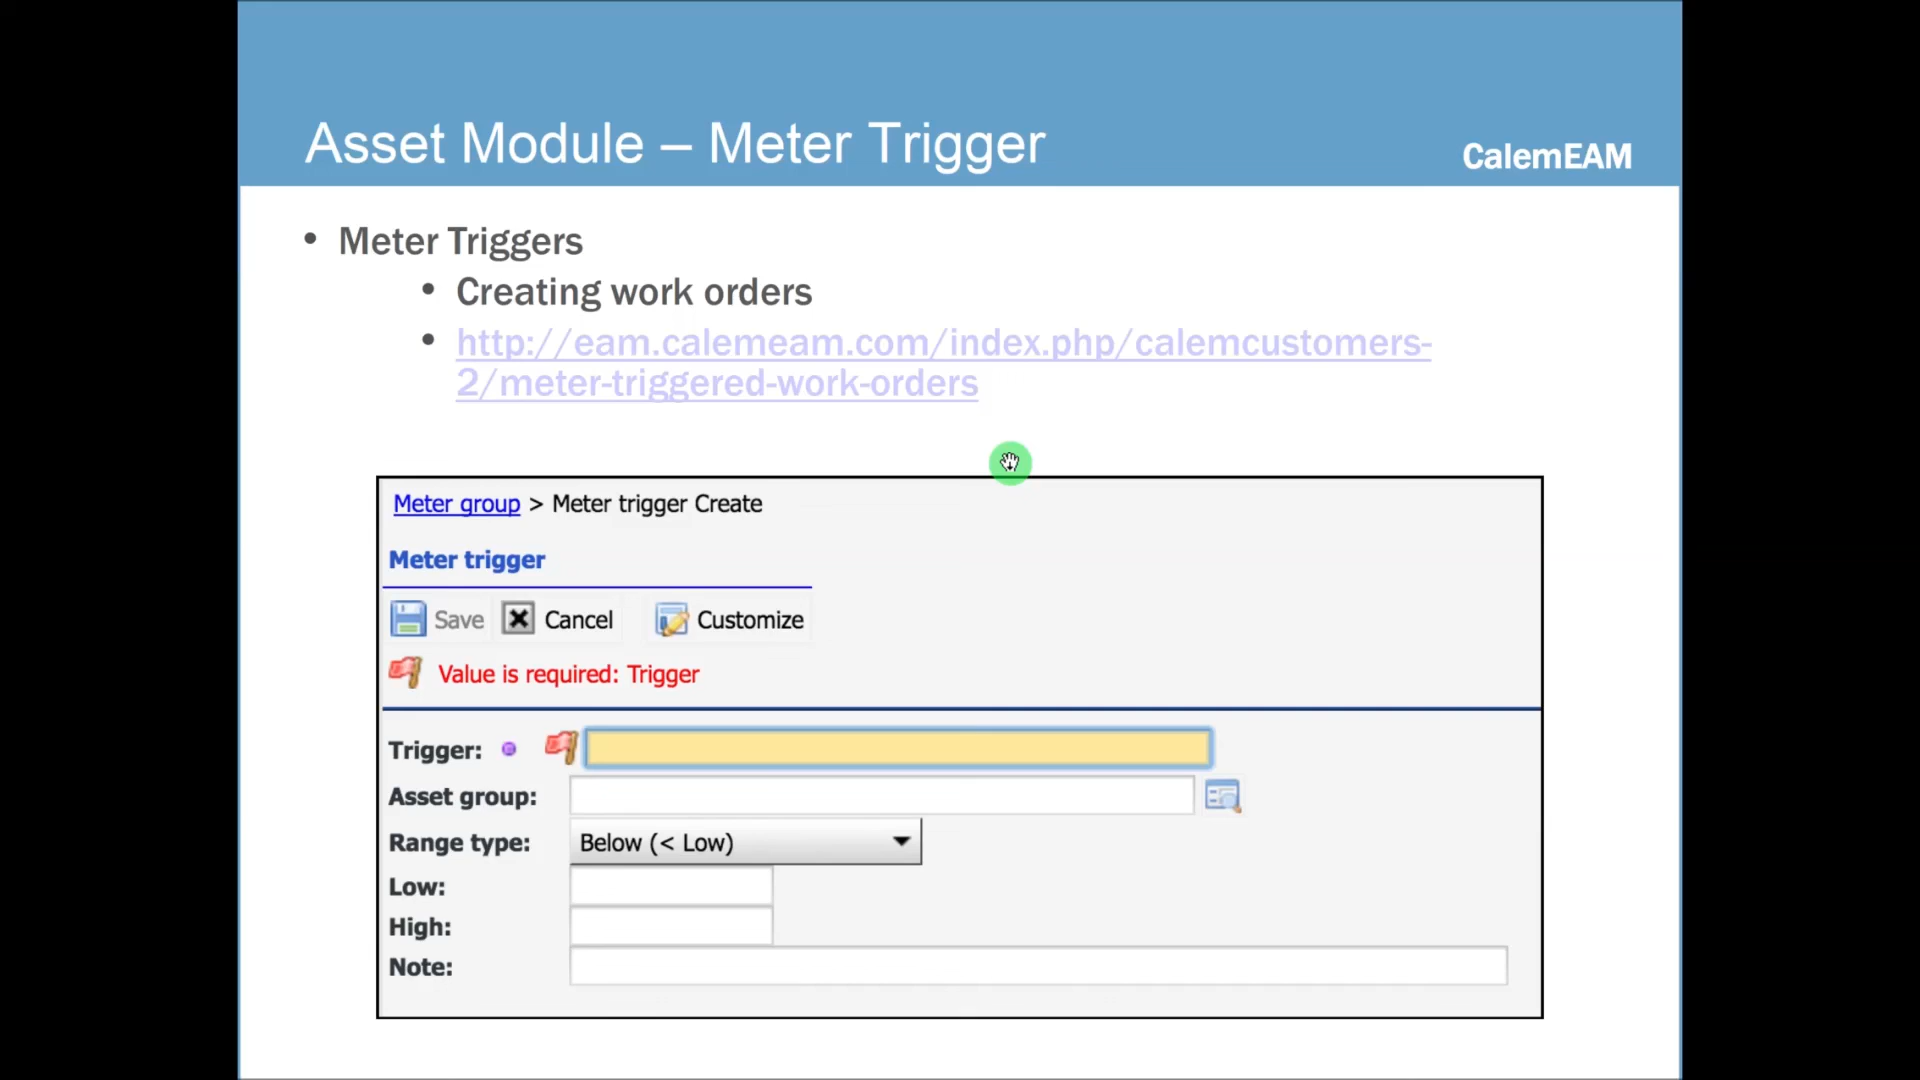 Asset Module – Meter Trigger
CalemEAM
• Meter Triggers
• Creating work orders
• http://eam.calemeam.com/index.php/calemcustomers-
2/meter-triggered-work-orders
Meter group > Meter trigger Create
Meter trigger
Save Cancel Customize
Value is required: Trigger
Trigger:
Asset group:
Range type: Below (< Low)
Low:
High:
Note: